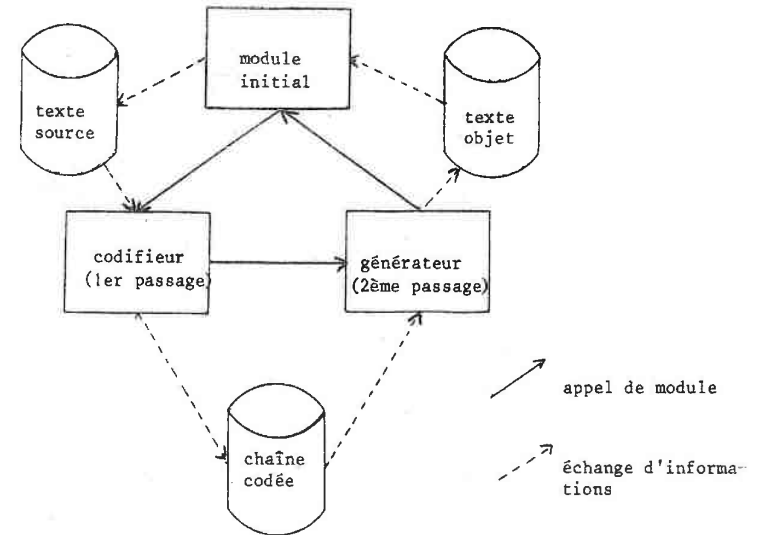 module
initial
texte
source
texte
objet
codifieur
(1er passage)
générateur
(2ème passage)
chaîne
codée
appel de module
échange d'informa-
tions